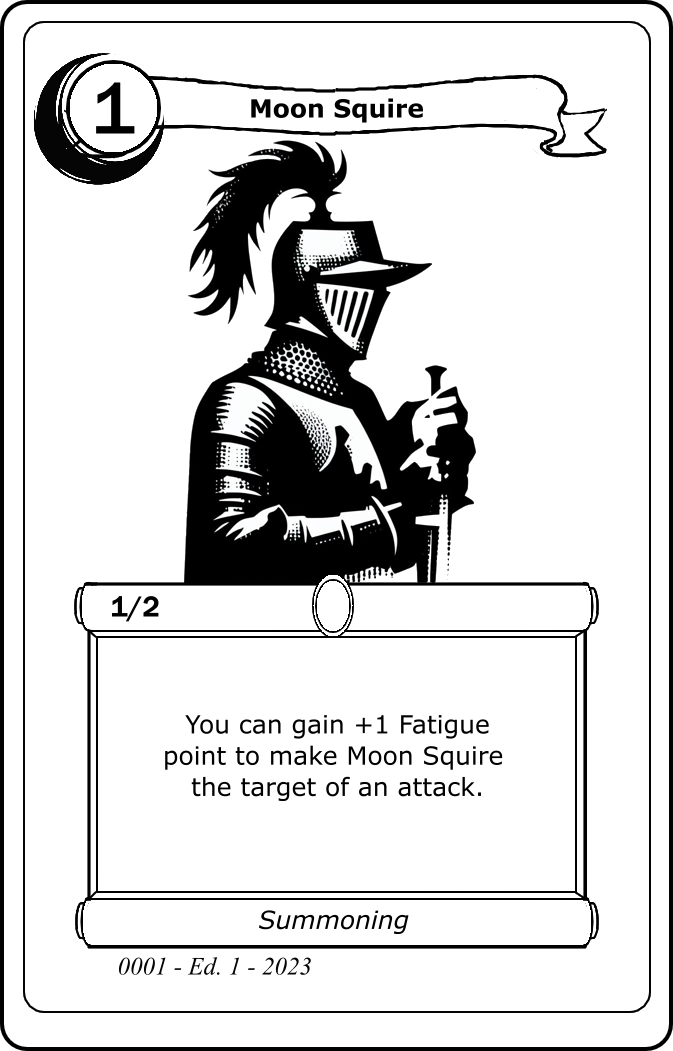 1
Moon Squire
1/2
You can gain +1 Fatigue
point to make Moon Squire
the target of an attack.
Summoning
0001 - Ed. 1 - 2023